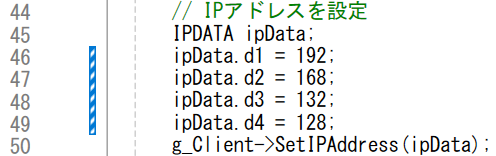 44 // IPアドレスを設定
45 IPDATA ipData;
46 ipData.d1 = 192;
47 ipData.d2 = 168;
48 ipData.d3 = 132;
49 ipData.d4 = 128;
50 g_Client->SetIPAddress(ipData);